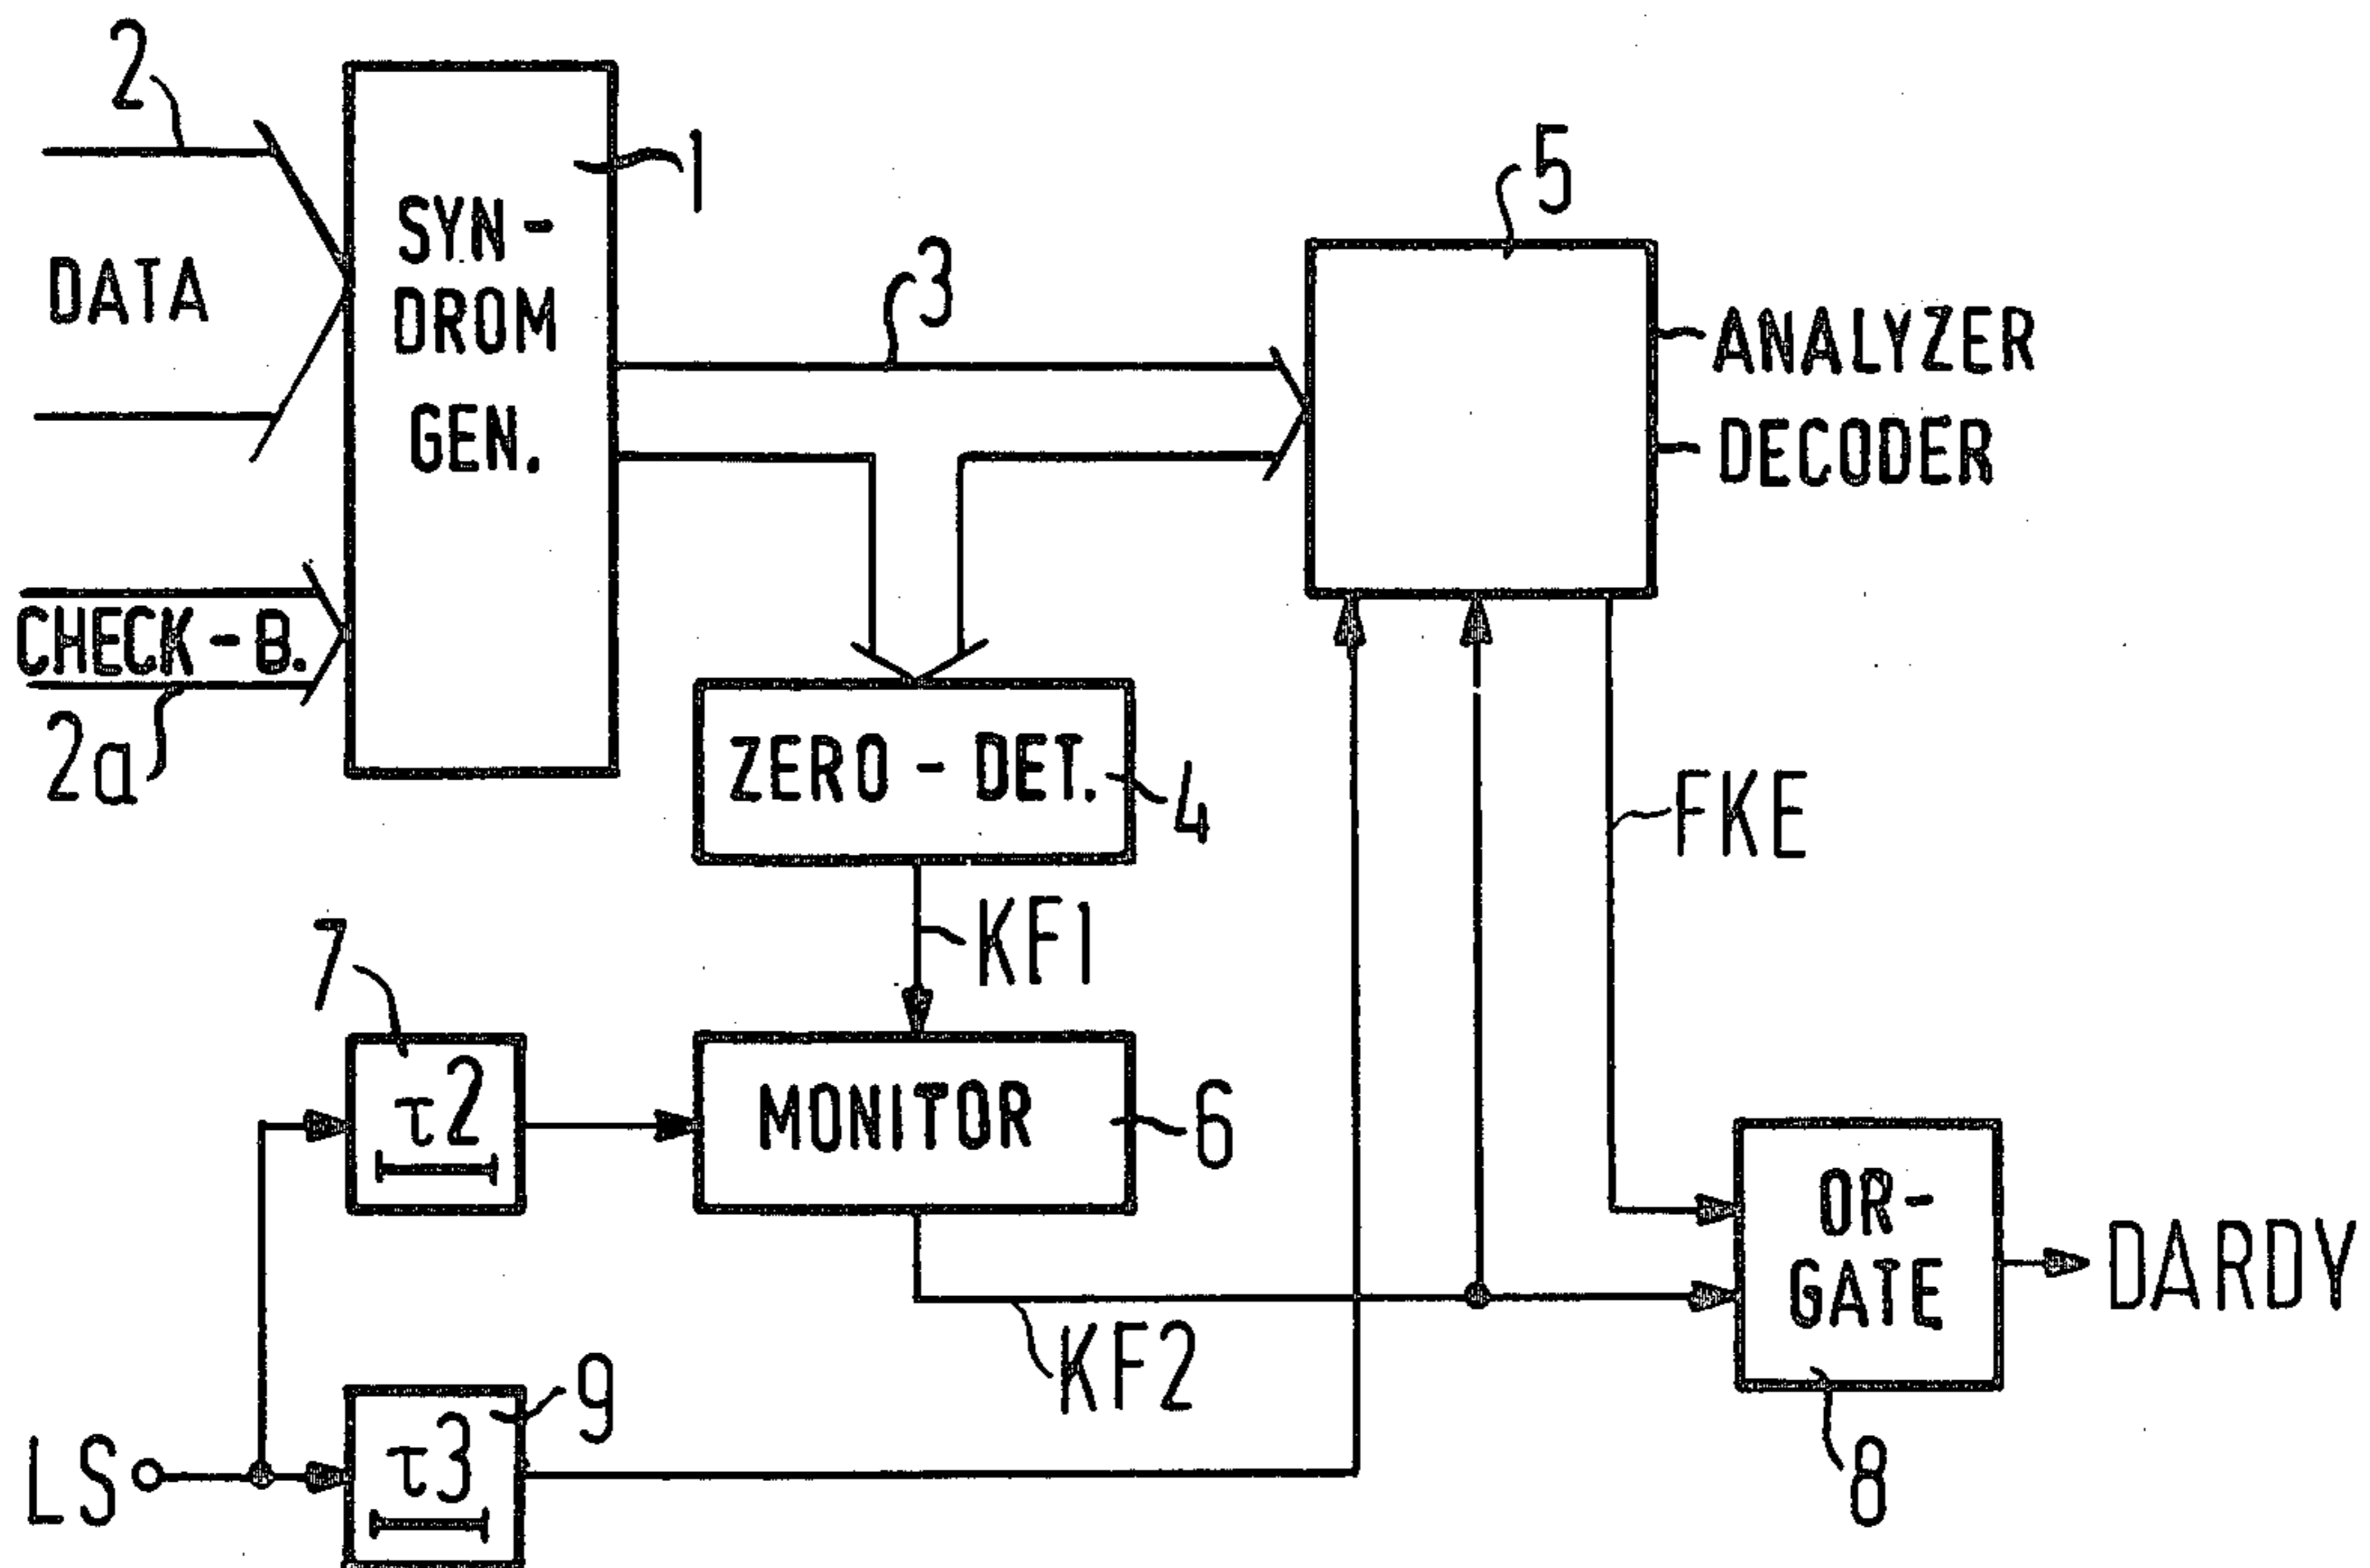 2
DATA
SYN-
DROM
GEN.
1
3
5
ANALYZER
DECODER
CHECK-B.
2a
ZERO-DET.
4
KF1
FKE
7
τ2
MONITOR
6
OR-
GATE
DARDY
KF2
LS
τ3
9
8